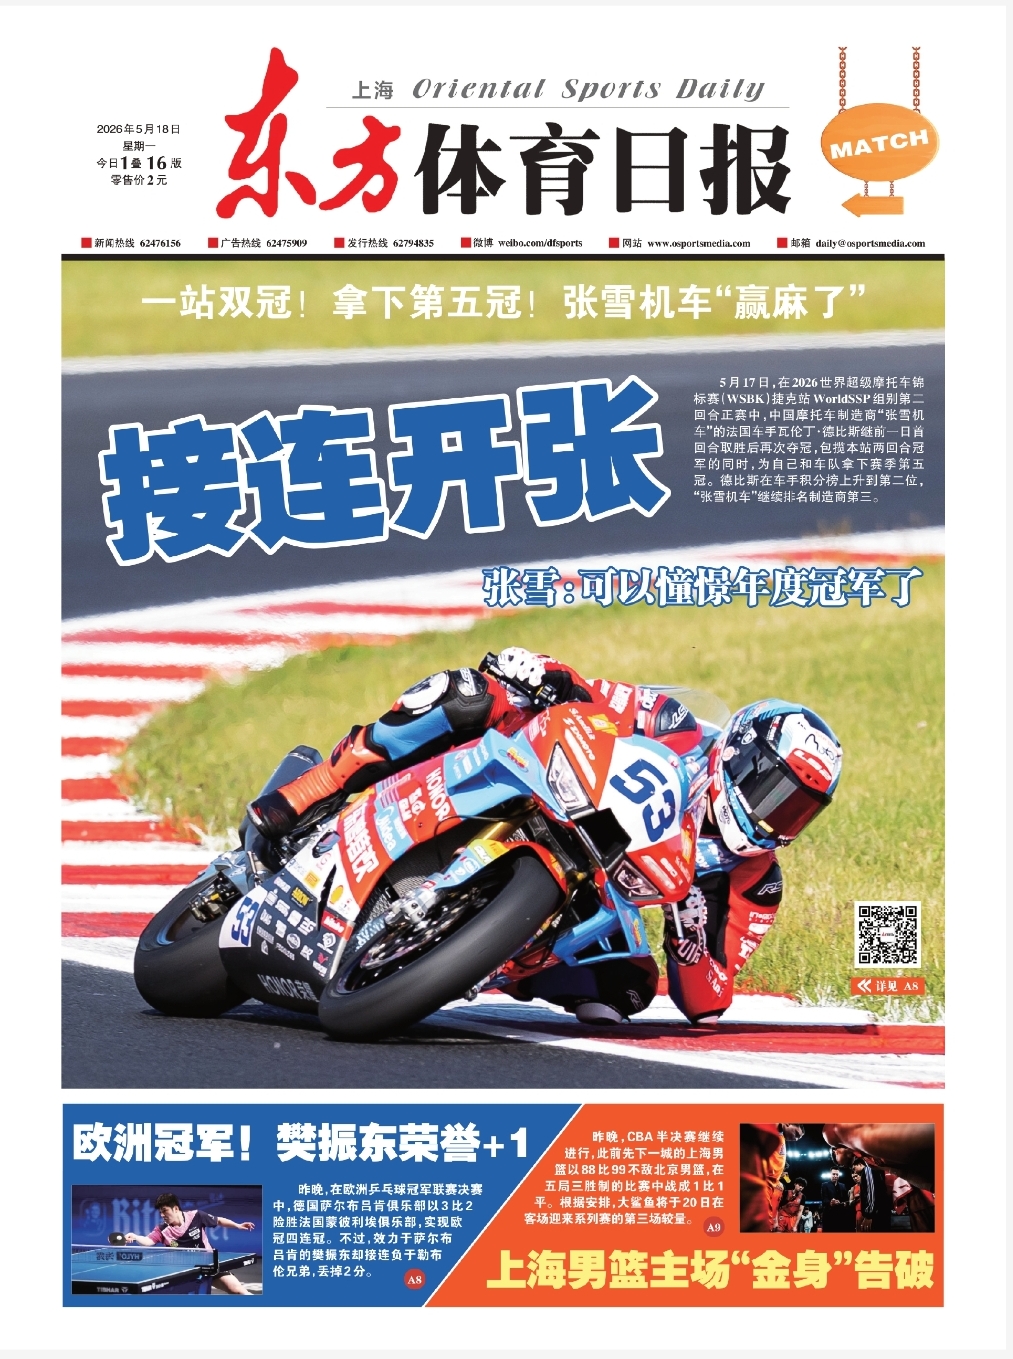 上海 Oriental Sports Daily
东方体育日报
2026年5月18日
星期一
今日1叠16版
零售价2元
MATCH
新闻热线 62476156
广告热线 62475909
发行热线 62794835
微博 weibo.com/dfsports
网站 www.osportsmedia.com
邮箱 daily@osportsmedia.com
一站双冠！拿下第五冠！张雪机车“赢麻了”
接连开张
5月17日，在2026世界超级摩托车锦
标赛（WSBK）捷克站WorldSSP组别第二
回合正赛中，中国摩托车制造商“张雪机
车”的法国车手瓦伦丁·德比斯继前一日首
回合取胜后再次夺冠，包揽本站两回合冠
军的同时，为自己和车队拿下赛季第五
冠。德比斯在车手积分榜上升到第二位，
“张雪机车”继续排名制造商第三。
张雪：可以憧憬年度冠军了
53
HONOR
53
HONOR
详见 A8
欧洲冠军！樊振东荣誉+1
昨晚，在欧洲乒乓球冠军联赛决赛
中，德国萨尔布吕肯俱乐部以3比2
险胜法国蒙彼利埃俱乐部，实现欧
冠四连冠。不过，效力于萨尔布
吕肯的樊振东却接连负于勒布
伦兄弟，丢掉2分。
A8
昨晚，CBA半决赛继续
进行，此前先下一城的上海男
篮以88比99不敌北京男篮，在
五局三胜制的比赛中战成1比1
平。根据安排，大鲨鱼将于20日在
客场迎来系列赛的第三场较量。
A9
上海男篮主场“金身”告破